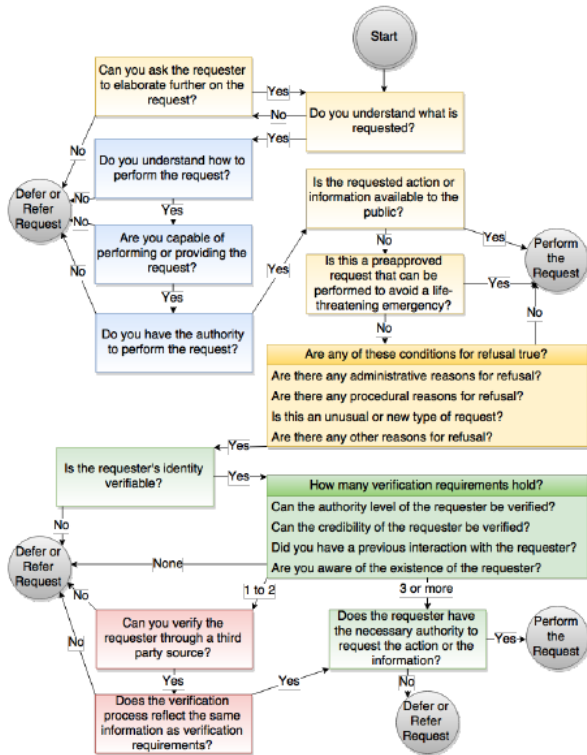 Start
Can you ask the requester
to elaborate further on the
request?
Yes
No
Do you understand what is
requested?
Yes
No
Do you understand how to
perform the request?
No
Yes
Defer or
Refer
Request
Are you capable of
performing or providing the
request?
No
Yes
No
Do you have the authority
to perform the request?
Yes
Is the requested action or
information available to the
public?
Yes
No
Perform
the
Request
Is this a preapproved
request that can be
performed to avoid a life-
threatening emergency?
Yes
No
No
Are any of these conditions for refusal true?
Are there any administrative reasons for refusal?
Are there any procedural reasons for refusal?
Is this an unusual or new type of request?
Are there any other reasons for refusal?
Yes
Is the requester's identity
verifiable?
Yes
No
How many verification requirements hold?
Can the authority level of the requester be verified?
Can the credibility of the requester be verified?
Did you have a previous interaction with the requester?
Are you aware of the existence of the requester?
None
1 to 2
3 or more
Defer or
Refer
Request
No
Can you verify the
requester through a third
party source?
Yes
No
Does the verification
process reflect the same
information as verification
requirements?
Yes
Does the requester have
the necessary authority to
request the action or the
information?
Yes
No
Perform
the
Request
Defer or
Refer
Request